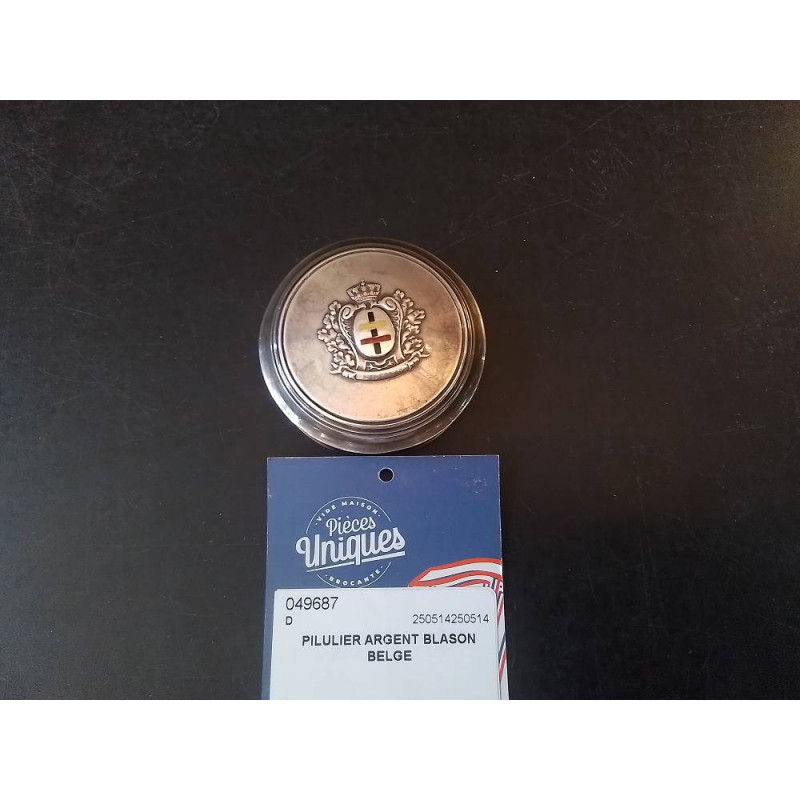 · VIDE MAISON ·
Pièces
Uniques
· BROCANTE ·
049687
D
250514250514
PILULIER ARGENT BLASON
BELGE